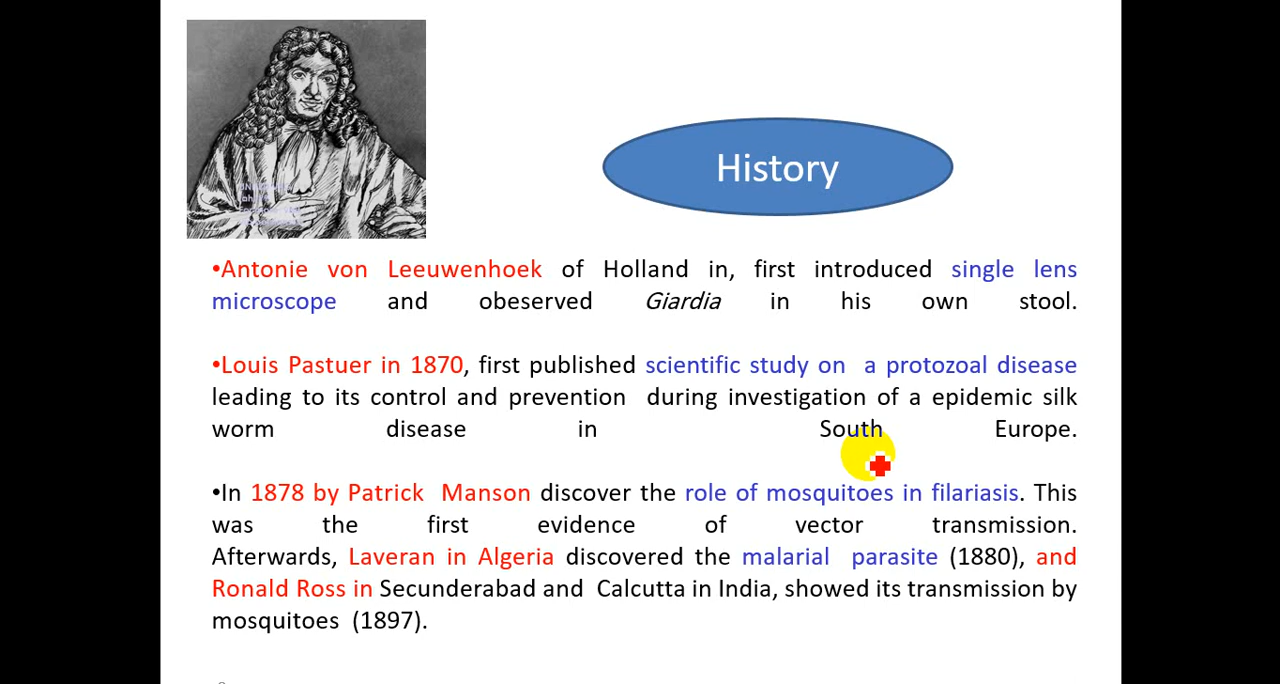 History
•Antonie von Leeuwenhoek of Holland in, first introduced single lens
microscope and obeserved Giardia in his own stool.
•Louis Pastuer in 1870, first published scientific study on a protozoal disease
leading to its control and prevention during investigation of a epidemic silk
worm disease in South Europe.
•In 1878 by Patrick Manson discover the role of mosquitoes in filariasis. This
was the first evidence of vector transmission.
Afterwards, Laveran in Algeria discovered the malarial parasite (1880), and
Ronald Ross in Secunderabad and Calcutta in India, showed its transmission by
mosquitoes (1897).